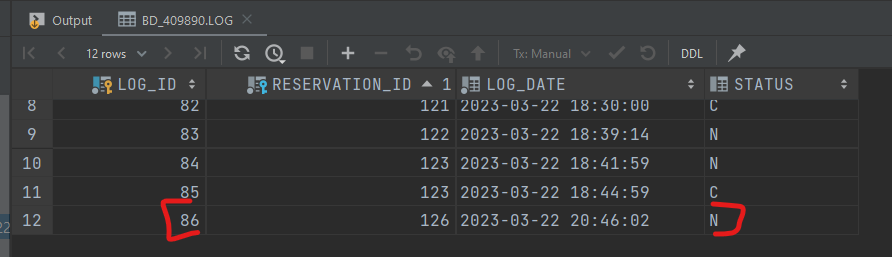 Output BD_409890.LOG
12 rows Tx: Manual DDL
LOG_ID RESERVATION_ID 1 LOG_DATE STATUS
8 82 121 2023-03-22 18:30:00 C
9 83 122 2023-03-22 18:39:14 N
10 84 123 2023-03-22 18:41:59 N
11 85 123 2023-03-22 18:44:59 C
12 86 126 2023-03-22 20:46:02 N
22